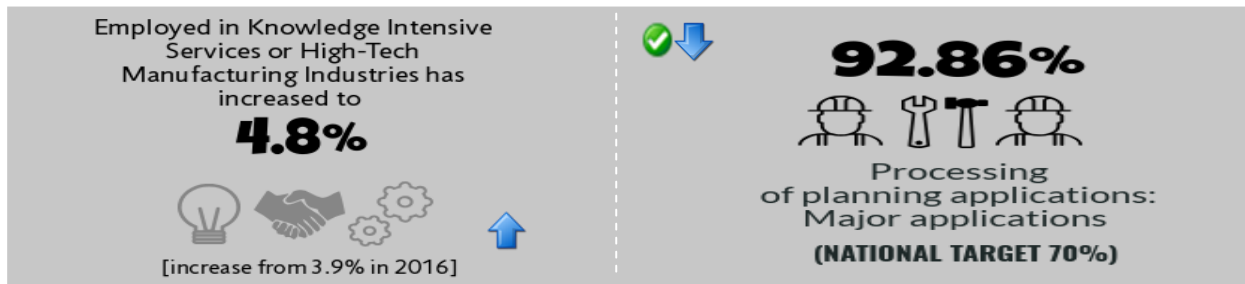 Employed in Knowledge Intensive
Services or High-Tech
Manufacturing Industries has
increased to
4.8%
[increase from 3.9% in 2016]
92.86%
Processing
of planning applications:
Major applications
(NATIONAL TARGET 70%)